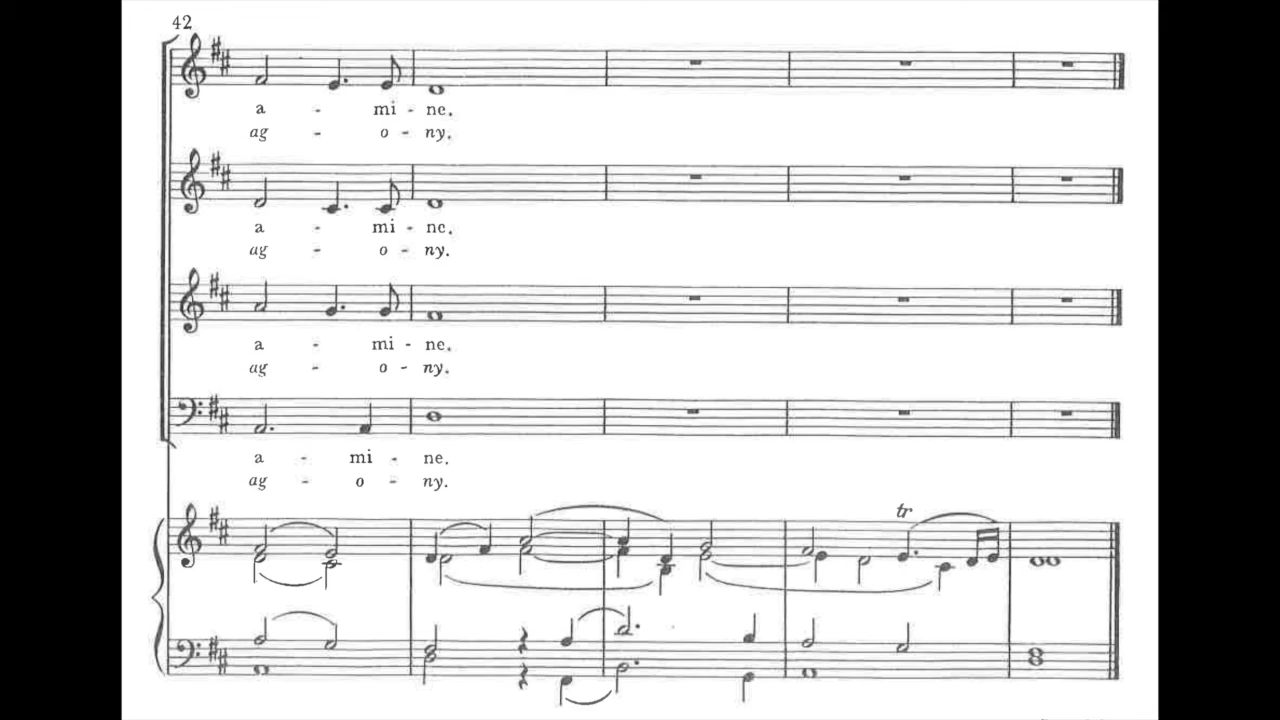 42
a - mi - ne.
ag - o - ny.
a - mi - ne.
ag - o - ny.
a - mi - ne.
ag - o - ny.
a - mi - ne.
ag - o - ny.
tr